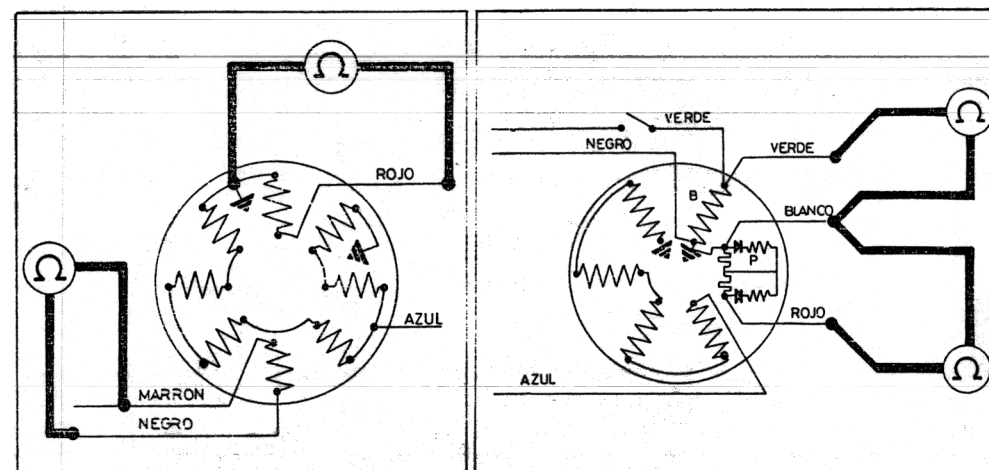 Ω
ROJO
Ω
AZUL
MARRON
NEGRO
VERDE
NEGRO
VERDE
Ω
B
BLANCO
P
ROJO
Ω
AZUL